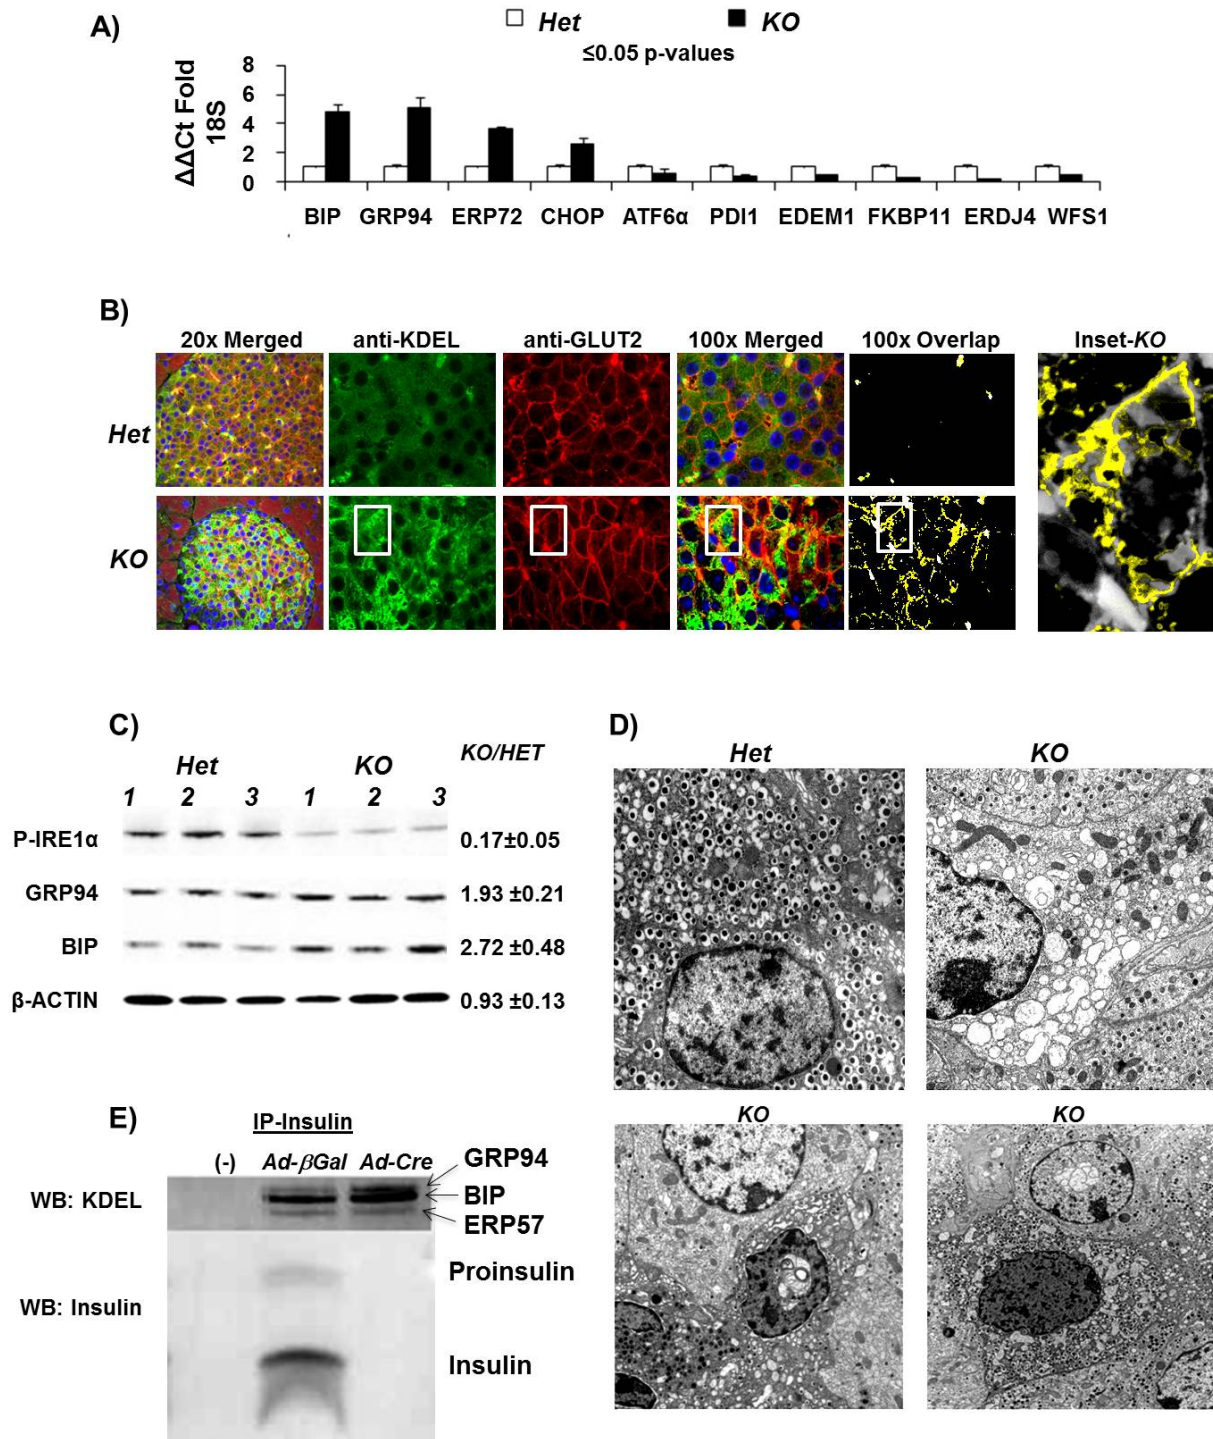 A)
Het KO
≤0.05 p-values
ΔΔCt Fold
18S
8
6
4
2
0
BIP GRP94 ERP72 CHOP ATF6α PDI1 EDEM1 FKBP11 ERDJ4 WFS1
B)
20x Merged anti-KDEL anti-GLUT2 100x Merged 100x Overlap Inset-KO
Het
KO
C)
Het KO KO/HET
1 2 3 1 2 3
P-IRE1α 0.17±0.05
GRP94 1.93 ±0.21
BIP 2.72 ±0.48
β-ACTIN 0.93 ±0.13
D)
Het KO
KO KO
E)
IP-Insulin
(-) Ad-βGal Ad-Cre
GRP94
WB: KDEL BIP
ERP57
Proinsulin
WB: Insulin
Insulin